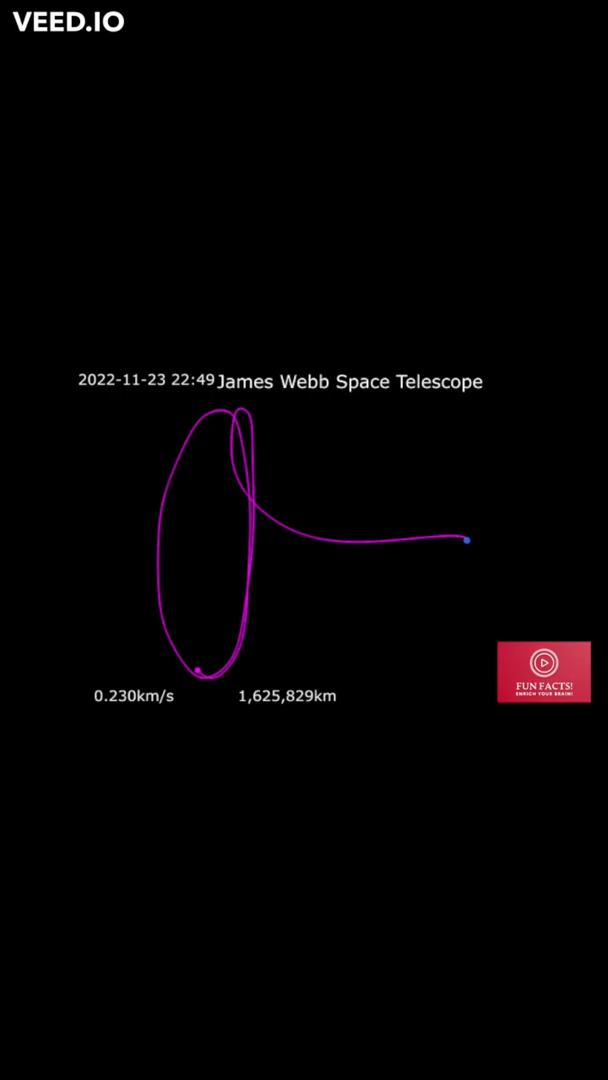 VEED.IO
2022-11-23 22:49 James Webb Space Telescope
0.230km/s 1,625,829km
FUN FACTS!
ENRICH YOUR BRAIN!